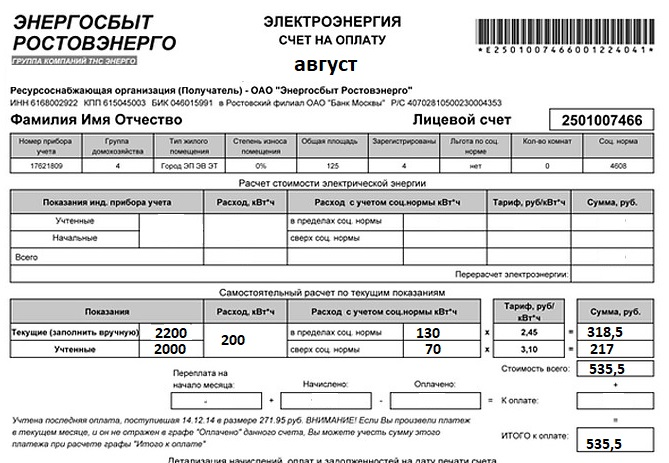 ЭНЕРГОСБЫТ
РОСТОВЭНЕРГО
ГРУППА КОМПАНИЙ ТНС ЭНЕРГО
ЭЛЕКТРОЭНЕРГИЯ
СЧЕТ НА ОПЛАТУ
август
*E2501007466001224041*
Ресурсоснабжающая организация (Получатель) - ОАО "Энергосбыт Ростовэнерго"
ИНН 6168002922 КПП 615045003 БИК 046015991 в Ростовский филиал ОАО "Банк Москвы" Р/С 40702810500230004353
Фамилия Имя Отчество Лицевой счет 2501007466
Номер прибора учета Группа домохозяйства Тип жилого помещения Степень износа помещения Общая площадь Зарегистрированы Льгота по соц. норме Кол-во комнат Соц. норма
17621809 4 Город ЭП ЭВ ЭТ 0% 125 4 нет 0 4608
Расчет стоимости электрической энергии
Показания инд. прибора учета Расход, кВт*ч Расход с учетом соц.нормы кВт*ч Тариф, руб/кВт*ч Сумма, руб.
Учтенные в пределах соц. нормы
Начальные сверх соц. нормы
Всего
Перерасчет электроэнергии:
Самостоятельный расчет по текущим показаниям
Показания Расход, кВт*ч Расход с учетом соц.нормы кВт*ч Тариф, руб/кВт*ч Сумма, руб.
Текущие (заполнить вручную) 2200 200 в пределах соц. нормы 130 x 2,45 = 318,5
Учтенные 2000 сверх соц. нормы 70 x 3,10 = 217
Стоимость всего: 535,5
Переплата на начало месяца: Начислено: Оплачено: +
- + - - = К оплате:
=
Учтена последняя оплата, поступившая 14.12.14 в размере 271.95 руб. ВНИМАНИЕ! Если Вы произвели платеж
в текущем месяце, и он не отражен в графе "Оплачено" данного счета, Вы можете учесть сумму этого
платежа при расчете графы "Итого к оплате"
ИТОГО к оплате: 535,5
Детализация начислений, оплат и задолженностей на дату печати счета